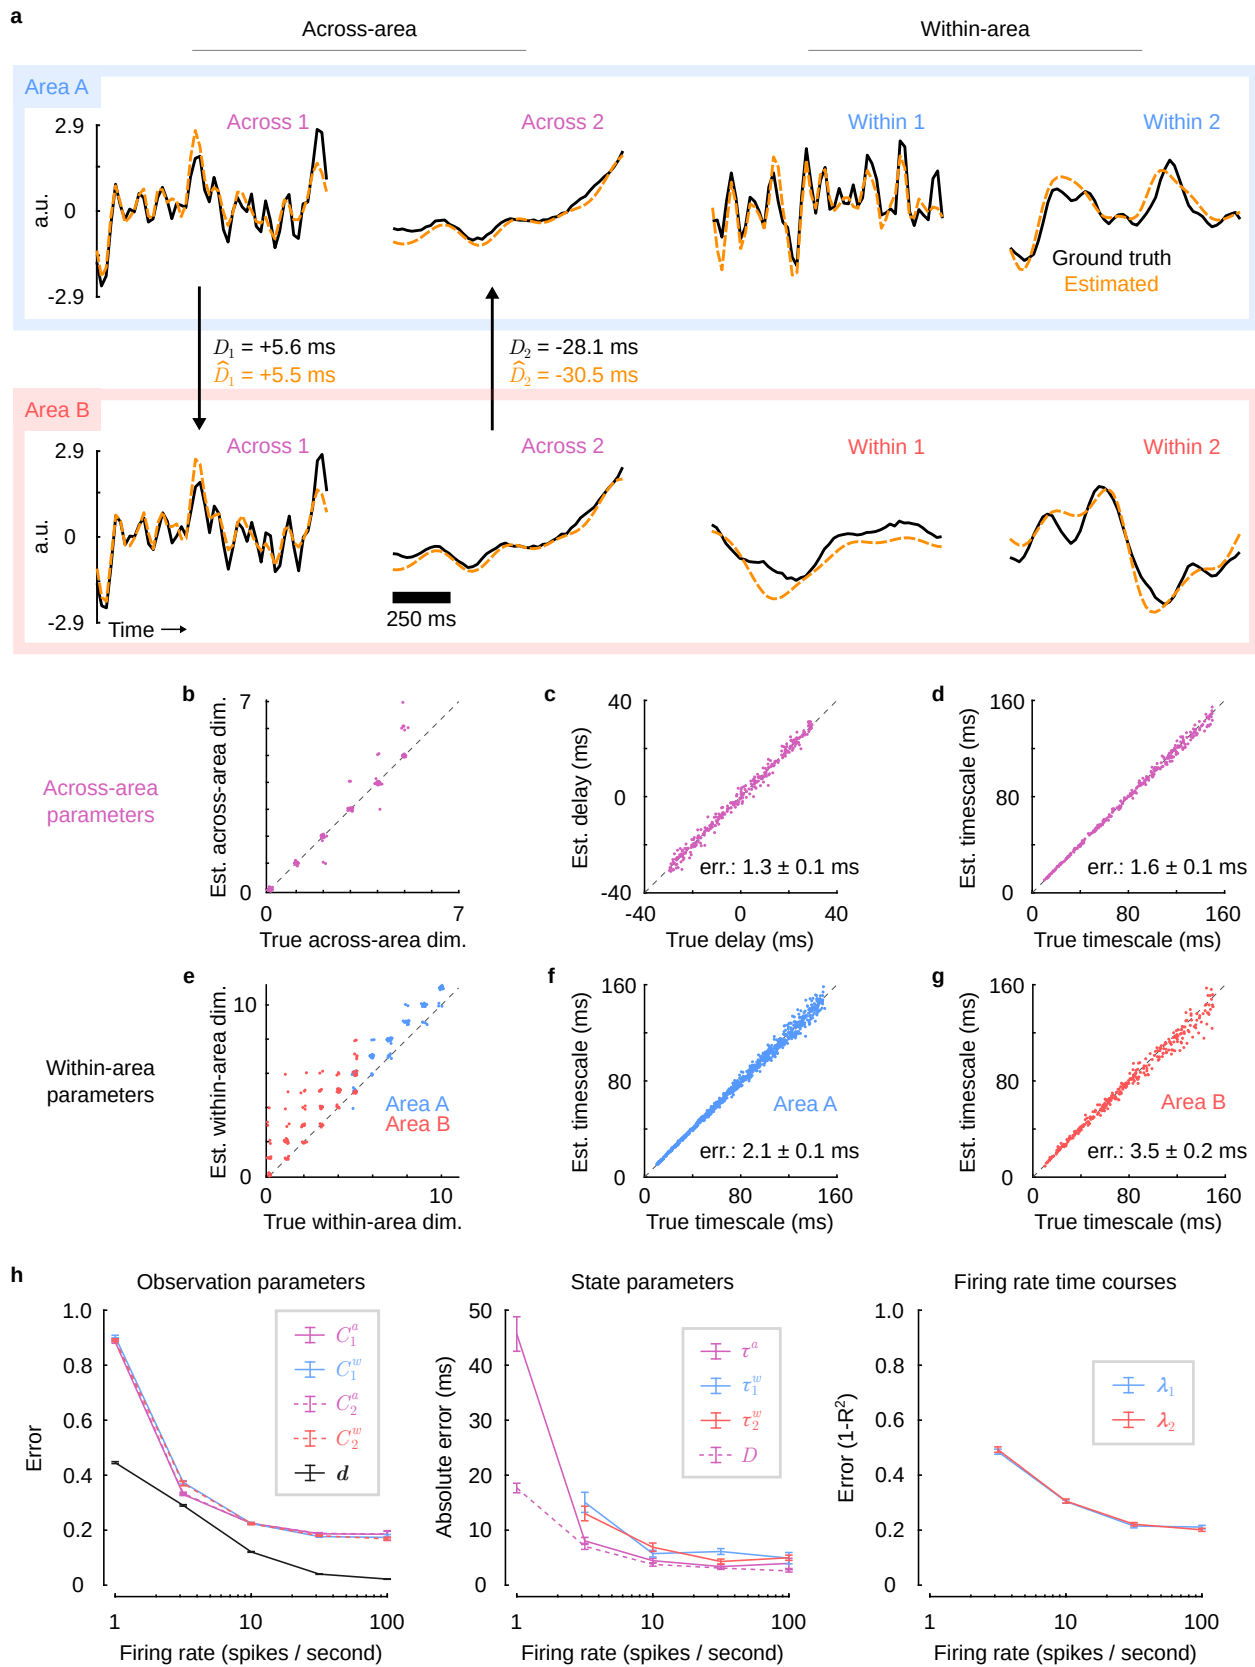 a
Across-area
Within-area
Area A
Across 1
Across 2
Within 1
Within 2
2.9
0
-2.9
a.u.
Ground truth
Estimated
D₁ = +5.6 ms
D̂₁ = +5.5 ms
D₂ = -28.1 ms
D̂₂ = -30.5 ms
Area B
Across 1
Across 2
Within 1
Within 2
2.9
0
-2.9
a.u.
Time
250 ms
Across-area
parameters
b
Est. across-area dim.
7
0
0
7
True across-area dim.
c
Est. delay (ms)
40
0
-40
-40
0
40
err.: 1.3 ± 0.1 ms
True delay (ms)
d
Est. timescale (ms)
160
80
0
0
80
160
err.: 1.6 ± 0.1 ms
True timescale (ms)
Within-area
parameters
e
Est. within-area dim.
10
0
0
10
Area A
Area B
True within-area dim.
f
Est. timescale (ms)
160
80
0
0
80
160
Area A
err.: 2.1 ± 0.1 ms
True timescale (ms)
g
Est. timescale (ms)
160
80
0
0
80
160
Area B
err.: 3.5 ± 0.2 ms
True timescale (ms)
h
Observation parameters
Error
1.0
0.8
0.6
0.4
0.2
0
1
10
100
C₁ᵃ
C₁ʷ
C₂ᵃ
C₂ʷ
d
Firing rate (spikes / second)
State parameters
Absolute error (ms)
50
40
30
20
10
0
1
10
100
τᵃ
τ₁ʷ
τ₂ʷ
D
Firing rate (spikes / second)
Firing rate time courses
Error (1-R²)
1.0
0.8
0.6
0.4
0.2
0
1
10
100
λ₁
λ₂
Firing rate (spikes / second)